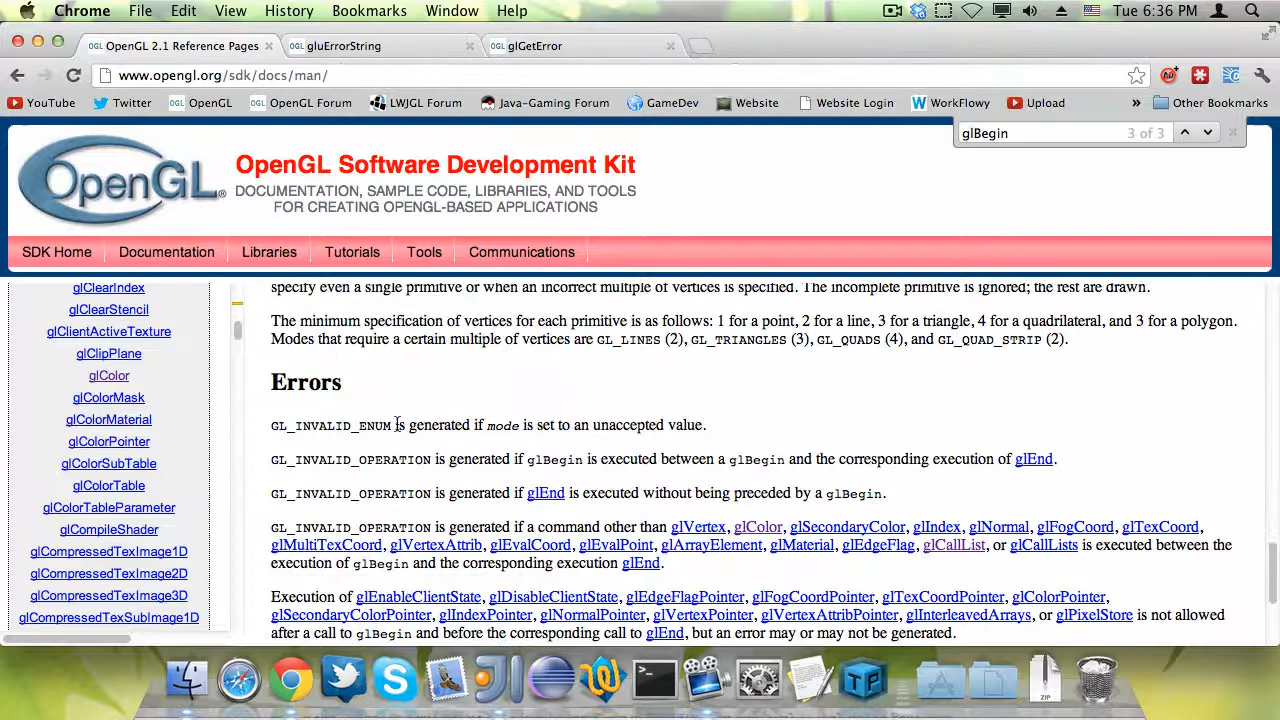 Chrome File Edit View History Bookmarks Window Help Tue 6:36 PM
OGL OpenGL 2.1 Reference Pages OGL gluErrorString OGL glGetError
www.opengl.org/sdk/docs/man/
YouTube Twitter OGL OpenGL OGL OpenGL Forum LWJGL Forum Java-Gaming Forum GameDev Website Website Login WorkFlowy Upload » Other Bookmarks
glBegin 3 of 3
OpenGL®
OpenGL Software Development Kit
DOCUMENTATION, SAMPLE CODE, LIBRARIES, AND TOOLS
FOR CREATING OPENGL-BASED APPLICATIONS
SDK Home Documentation Libraries Tutorials Tools Communications
glClearIndex
glClearStencil
glClientActiveTexture
glClipPlane
glColor
glColorMask
glColorMaterial
glColorPointer
glColorSubTable
glColorTable
glColorTableParameter
glCompileShader
glCompressedTexImage1D
glCompressedTexImage2D
glCompressedTexImage3D
glCompressedTexSubImage1D
specify even a single primitive or when an incorrect multiple of vertices is specified. The incomplete primitive is ignored; the rest are drawn.
The minimum specification of vertices for each primitive is as follows: 1 for a point, 2 for a line, 3 for a triangle, 4 for a quadrilateral, and 3 for a polygon.
Modes that require a certain multiple of vertices are GL_LINES (2), GL_TRIANGLES (3), GL_QUADS (4), and GL_QUAD_STRIP (2).
Errors
GL_INVALID_ENUM is generated if mode is set to an unaccepted value.
GL_INVALID_OPERATION is generated if glBegin is executed between a glBegin and the corresponding execution of glEnd.
GL_INVALID_OPERATION is generated if glEnd is executed without being preceded by a glBegin.
GL_INVALID_OPERATION is generated if a command other than glVertex, glColor, glSecondaryColor, glIndex, glNormal, glFogCoord, glTexCoord,
glMultiTexCoord, glVertexAttrib, glEvalCoord, glEvalPoint, glArrayElement, glMaterial, glEdgeFlag, glCallList, or glCallLists is executed between the
execution of glBegin and the corresponding execution glEnd.
Execution of glEnableClientState, glDisableClientState, glEdgeFlagPointer, glFogCoordPointer, glTexCoordPointer, glColorPointer,
glSecondaryColorPointer, glIndexPointer, glNormalPointer, glVertexPointer, glVertexAttribPointer, glInterleavedArrays, or glPixelStore is not allowed
after a call to glBegin and before the corresponding call to glEnd, but an error may or may not be generated.
TP
ZIP